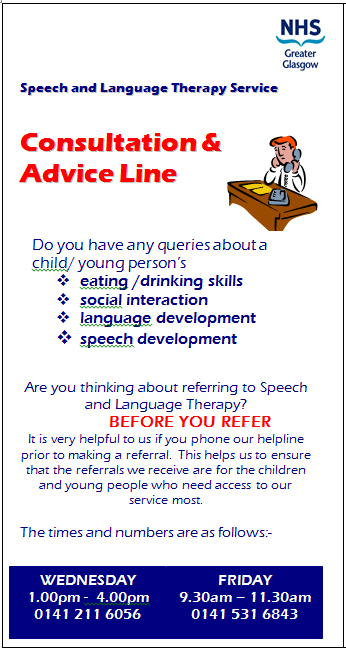 NHS
Greater
Glasgow
Speech and Language Therapy Service
Consultation &
Advice Line
Do you have any queries about a
child/ young person's
❖ eating /drinking skills
❖ social interaction
❖ language development
❖ speech development
Are you thinking about referring to Speech
and Language Therapy?
BEFORE YOU REFER
It is very helpful to us if you phone our helpline
prior to making a referral. This helps us to ensure
that the referrals we receive are for the children
and young people who need access to our
service most.
The times and numbers are as follows:-
WEDNESDAY FRIDAY
1.00pm - 4.00pm 9.30am – 11.30am
0141 211 6056 0141 531 6843